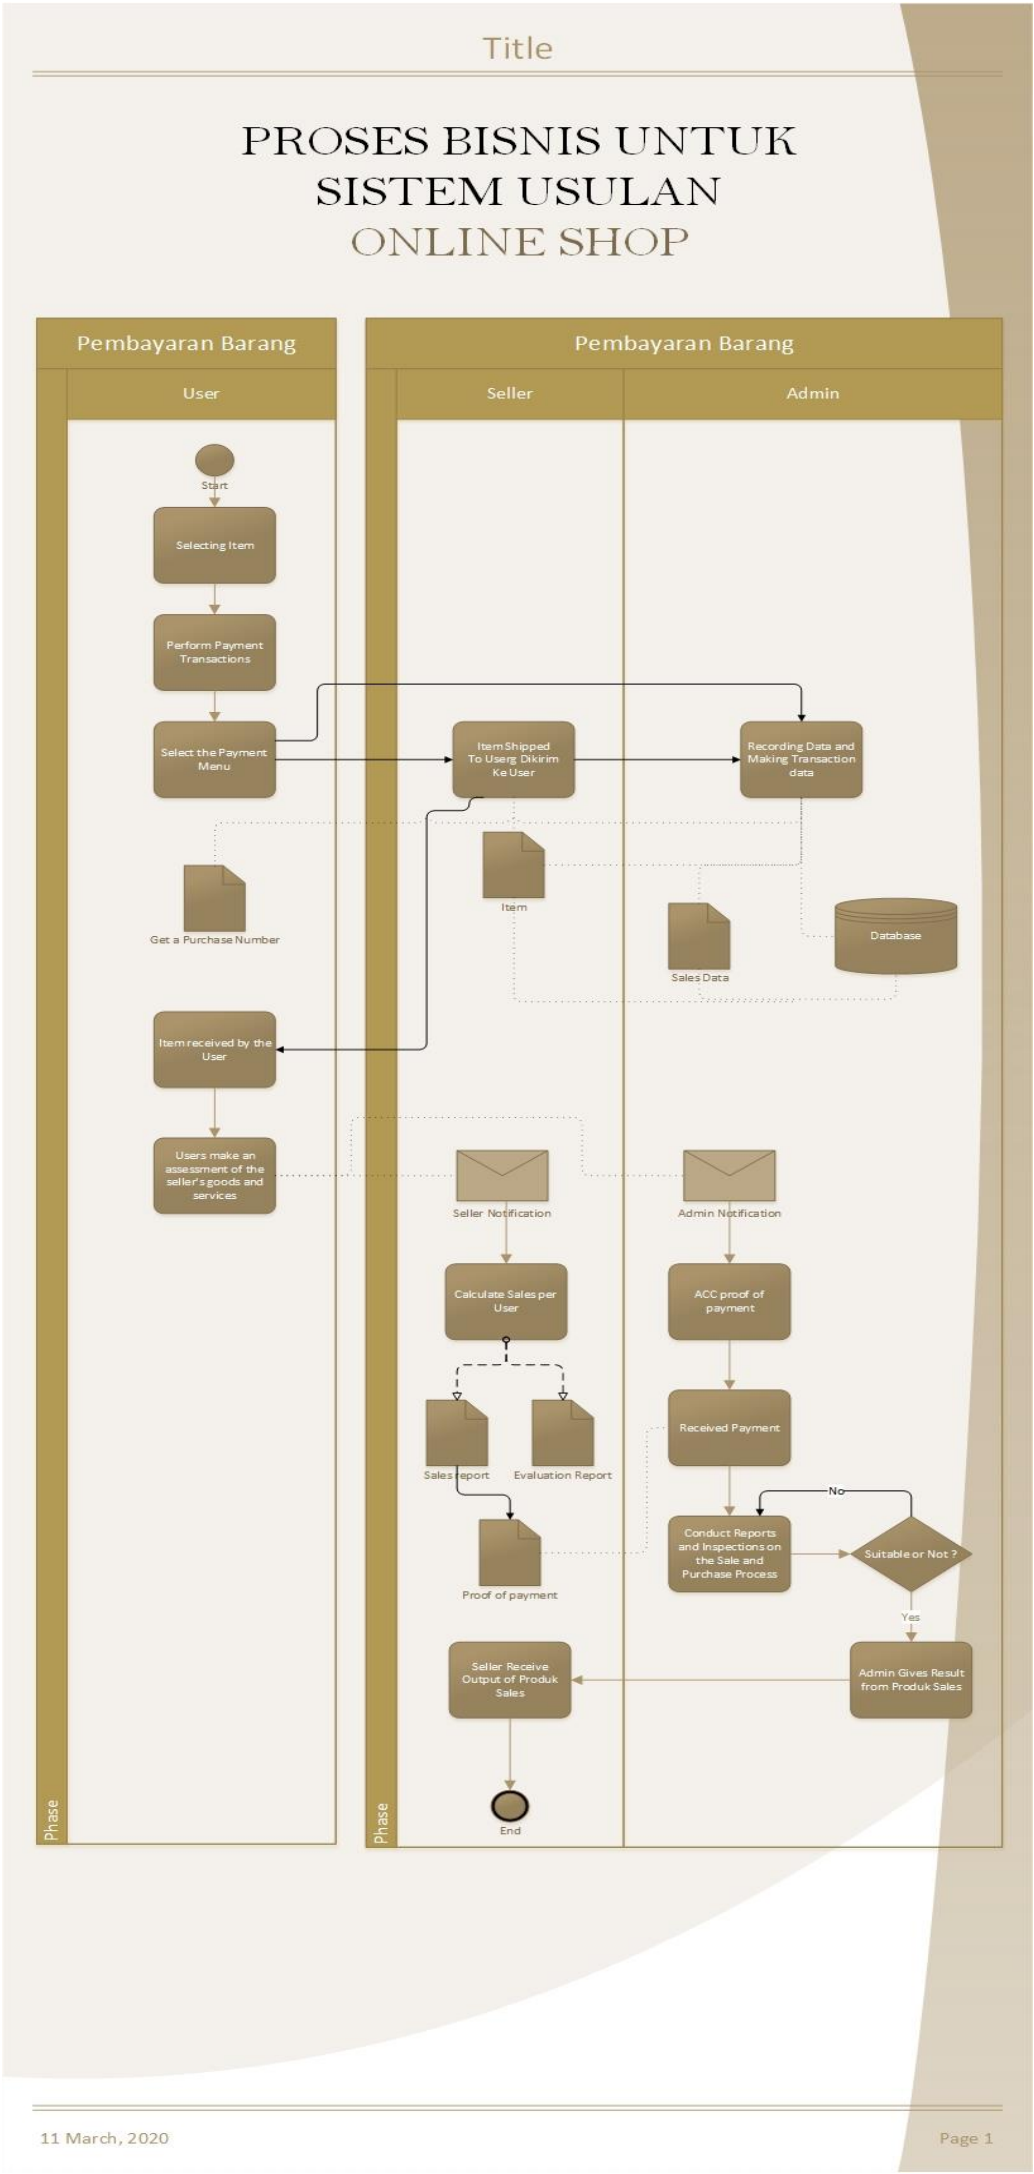 Title
PROSES BISNIS UNTUK
SISTEM USULAN
ONLINE SHOP
Pembayaran Barang
User
Phase
Start
Selecting Item
Perform Payment
Transactions
Select the Payment
Menu
Get a Purchase Number
Item received by the
User
Users make an
assessment of the
seller's goods and
services
Pembayaran Barang
Seller
Admin
Phase
Item Shipped
To Userg Dikirim
Ke User
Recording Data and
Making Transaction
data
Item
Sales Data
Database
Seller Notification
Admin Notification
Calculate Sales per
User
ACC proof of
payment
Sales report
Evaluation Report
Received Payment
Proof of payment
Conduct Reports
and Inspections on
the Sale and
Purchase Process
No
Suitable or Not ?
Yes
Seller Receive
Output of Produk
Sales
Admin Gives Result
from Produk Sales
End
11 March, 2020
Page 1